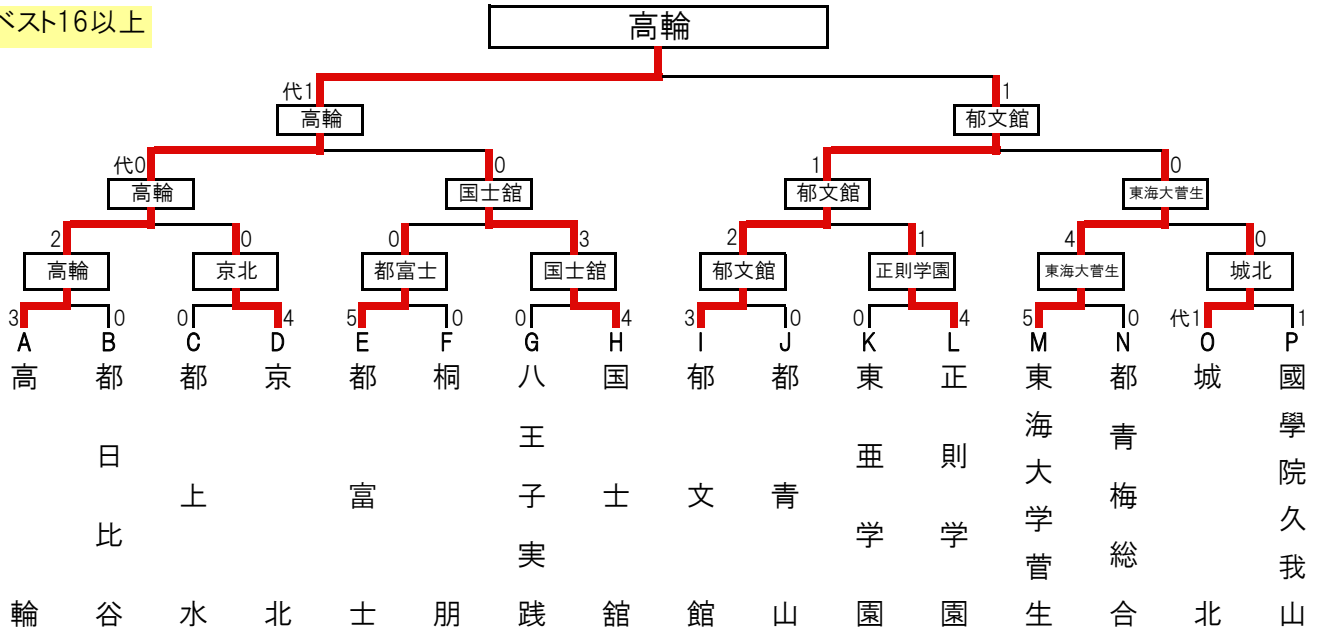 ベスト16以上
高輪
代1 1
高輪 郁文館
代0 0 1 0
高輪 国士舘 郁文館 東海大菅生
2 0 0 3 2 1 4 0
高輪 京北 都富士 国士舘 郁文館 正則学園 東海大菅生 城北
3 0 0 4 5 0 0 4 3 0 0 4 5 0 代1 1
A B C D E F G H I J K L M N O P
高輪
都日比谷
都上水
京北
都富士
桐朋
八王子実践
国士舘
郁文館
都青山
東亜学園
正則学園
東海大学菅生
都青梅総合
城北
國學院久我山